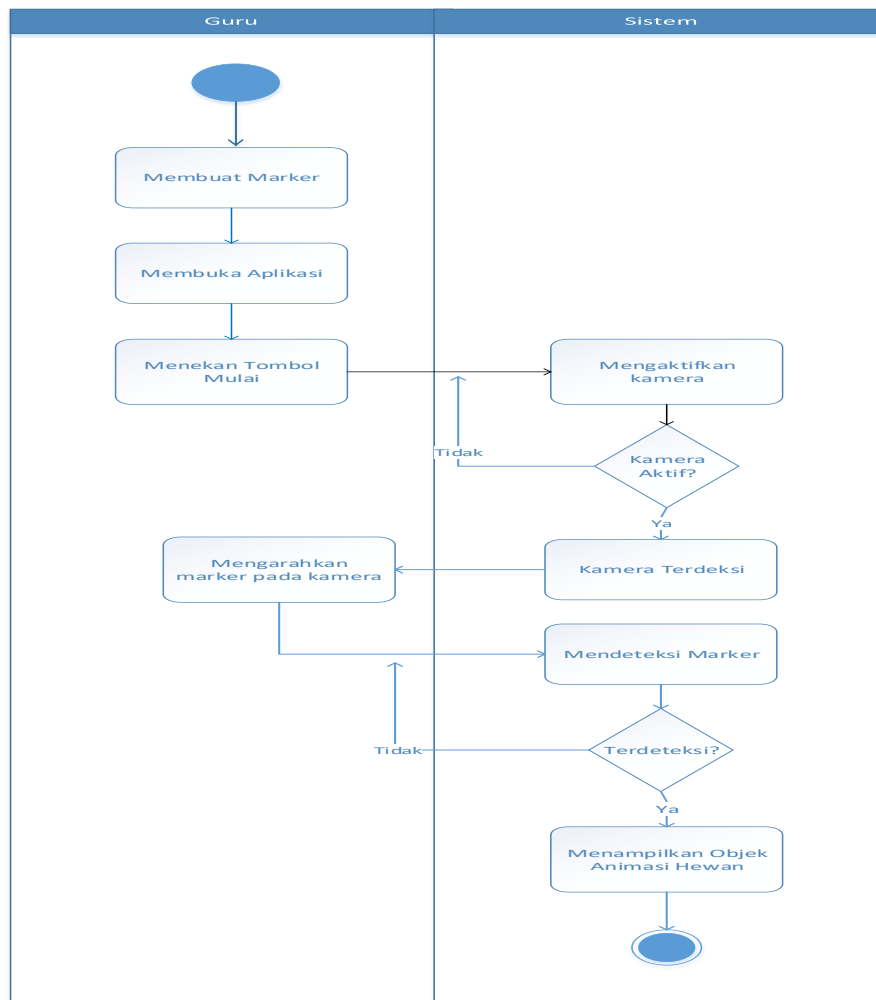 Guru
Sistem
Membuat Marker
Membuka Aplikasi
Menekan Tombol
Mulai
Mengaktifkan
kamera
Kamera
Aktif?
Tidak
Ya
Mengarahkan
marker pada kamera
Kamera Terdeksi
Mendeteksi Marker
Terdeteksi?
Tidak
Ya
Menampilkan Objek
Animasi Hewan